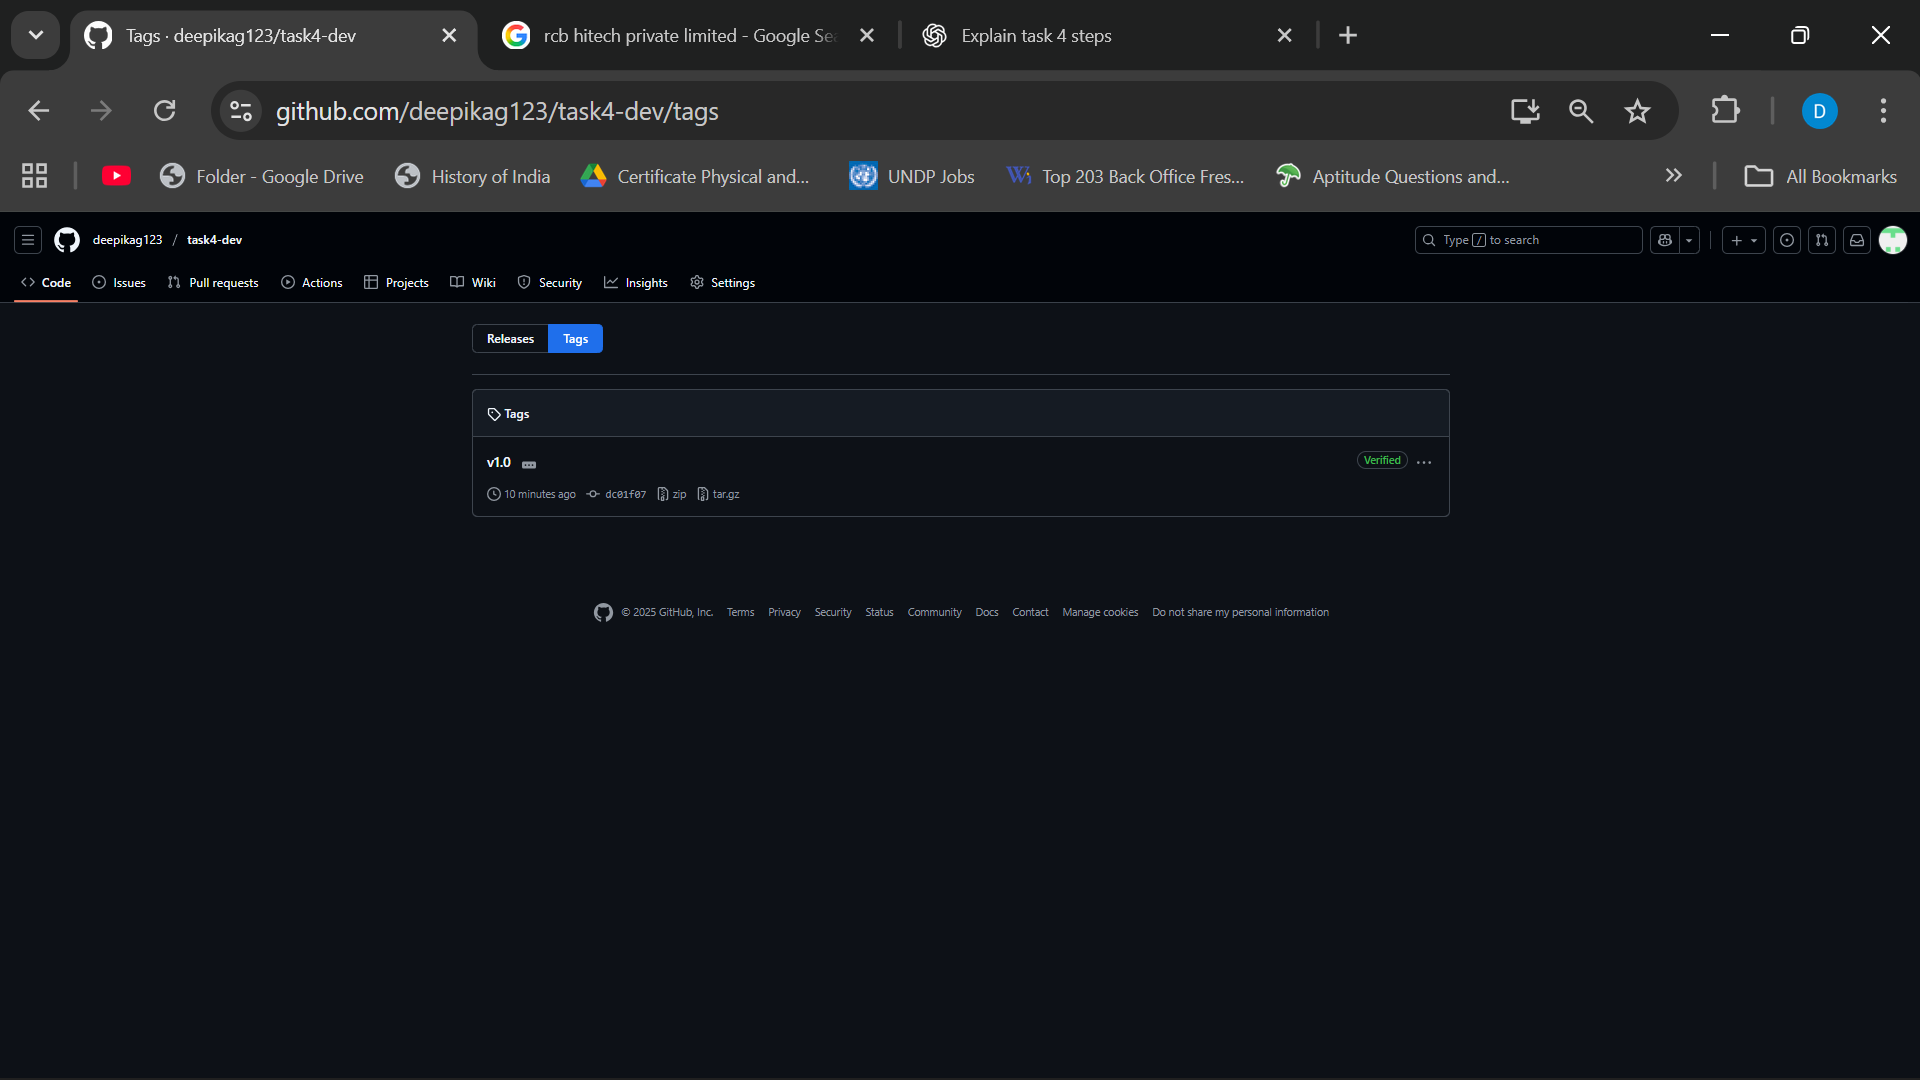 Tags · deepikag123/task4-dev
rcb hitech private limited - Google Se
Explain task 4 steps
github.com/deepikag123/task4-dev/tags
D
Folder - Google Drive
History of India
Certificate Physical and...
UNDP Jobs
Top 203 Back Office Fres...
Aptitude Questions and...
All Bookmarks
deepikag123 / task4-dev
Type / to search
Code
Issues
Pull requests
Actions
Projects
Wiki
Security
Insights
Settings
Releases
Tags
Tags
v1.0
Verified
10 minutes ago
dc01f07
zip
tar.gz
© 2025 GitHub, Inc.
Terms
Privacy
Security
Status
Community
Docs
Contact
Manage cookies
Do not share my personal information